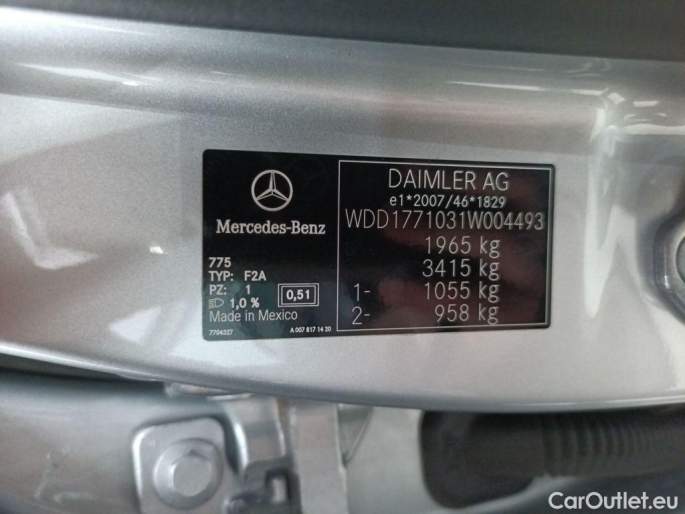 Mercedes-Benz
775
TYP: F2A
PZ: 1
1,0 % 0,51
Made in Mexico
7704327 A 007 817 14 20
DAIMLER AG
e1*2007/46*1829
WDD1771031W004493
1965 kg
3415 kg
1- 1055 kg
2- 958 kg
CarOutlet.eu